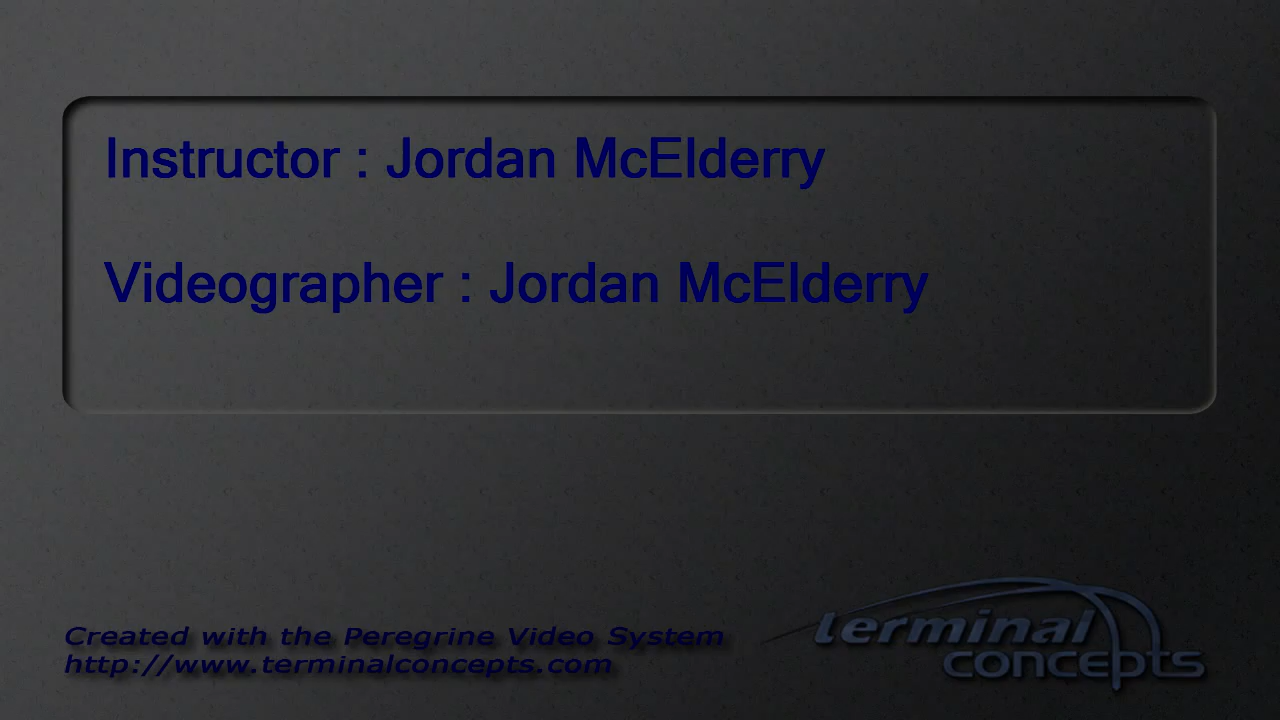 Instructor : Jordan McElderry
Videographer : Jordan McElderry
Created with the Peregrine Video System
http://www.terminalconcepts.com
terminal
concepts